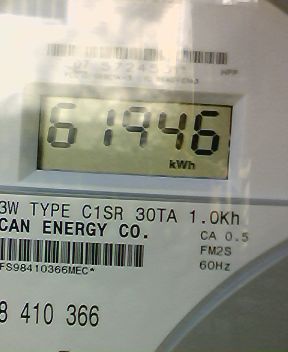 61946
kWh
3W TYPE C1SR 30TA 1.0Kh
CAN ENERGY CO.
CA 0.5
FM2S
60Hz
FS98410366MEC*
8 410 366